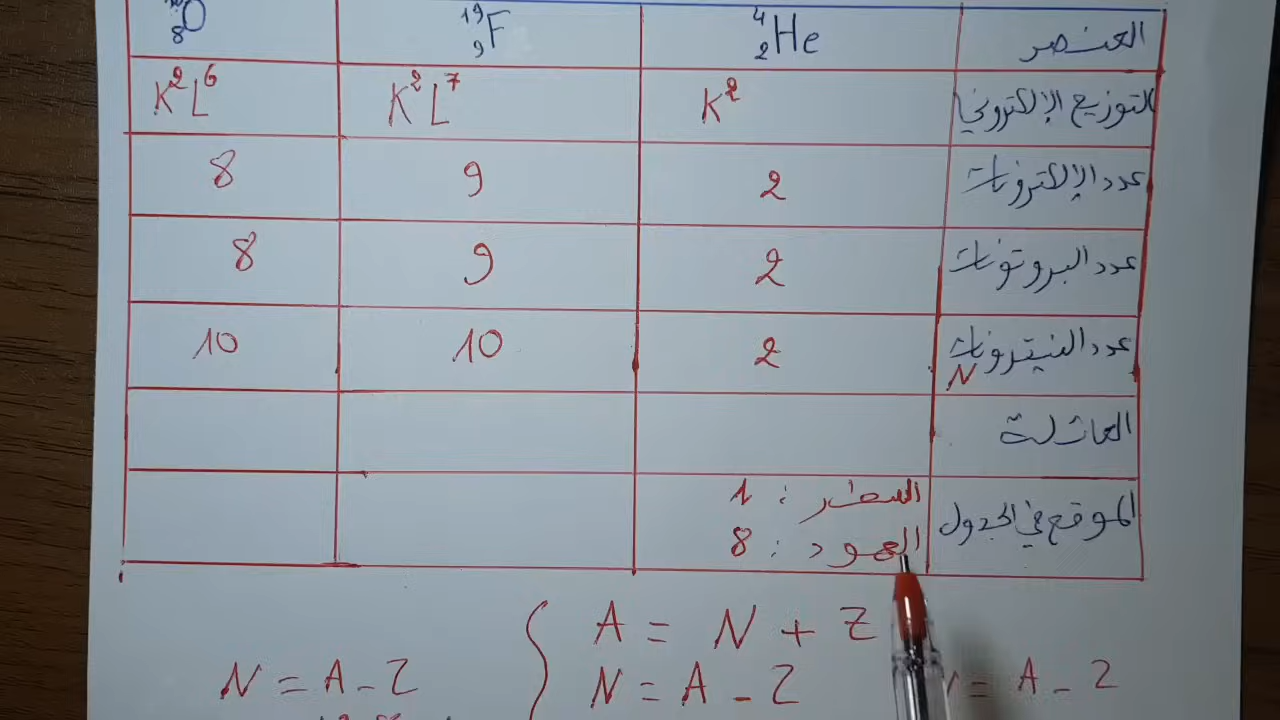 العنصر ⁴₂He ¹⁹₉F ₈O
التوزيع الإلكتروني K² K²L⁷ K²L⁶
عدد الإلكترونات 2 9 8
عدد البروتونات 2 9 8
عدد النيترونات N 2 10 10
العائلة
الموقع في الجدول السطر : 1
العمود : 8
A = N + Z
N = A - Z N = A - Z = A - Z